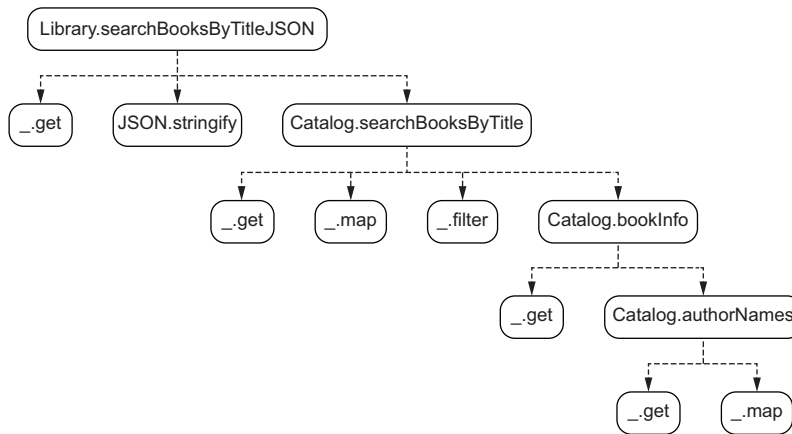 Library.searchBooksByTitleJSON
_.get
JSON.stringify
Catalog.searchBooksByTitle
_.get
_.map
_.filter
Catalog.bookInfo
_.get
Catalog.authorNames
_.get
_.map